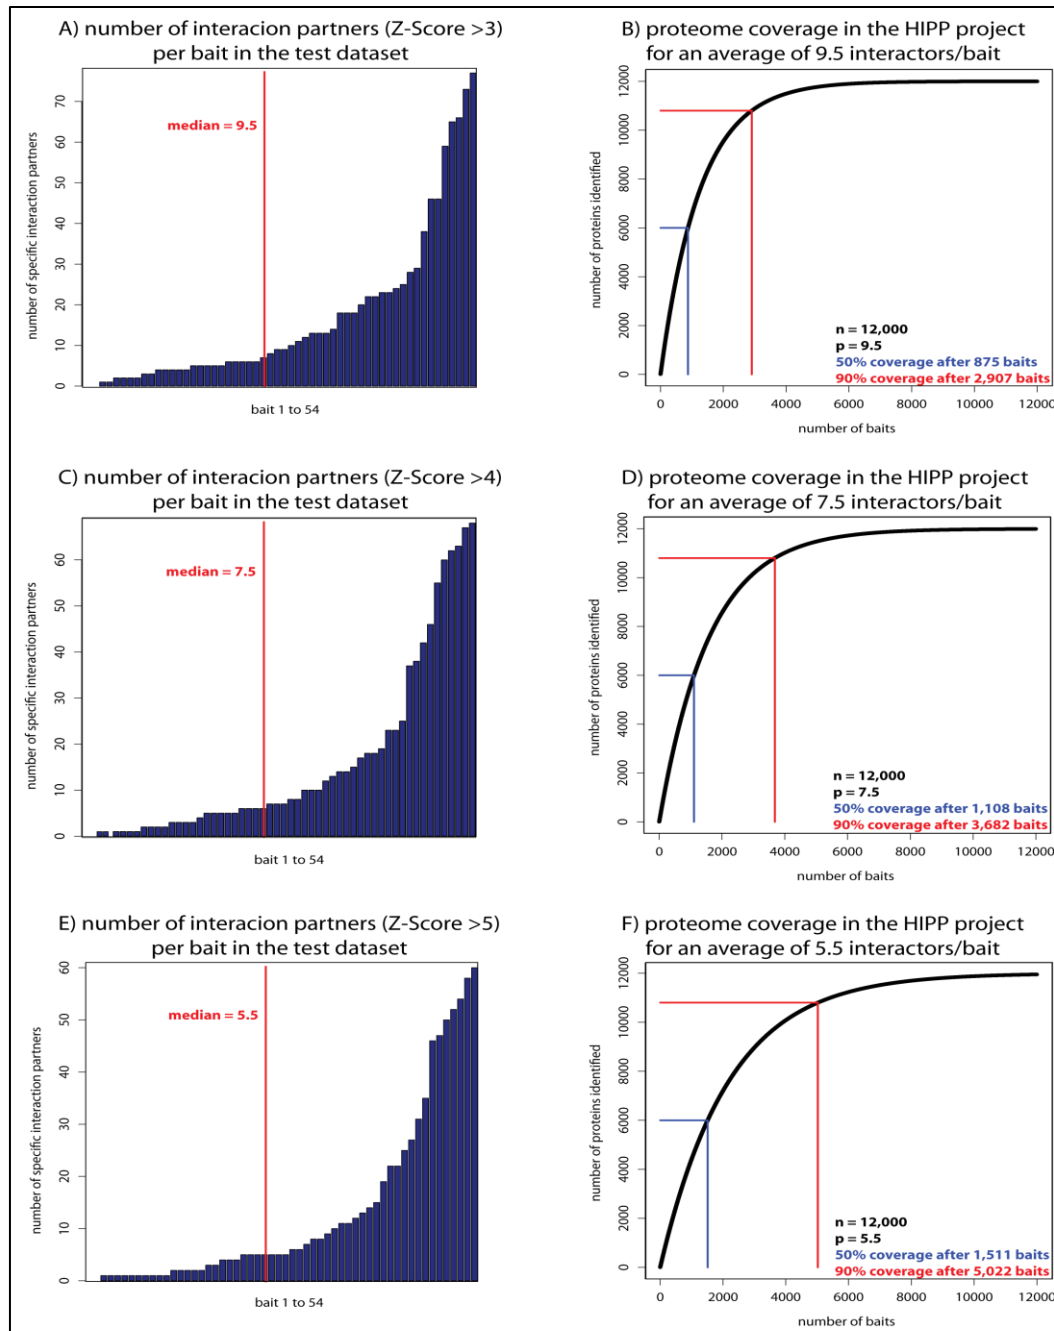 A) number of interacion partners (Z-Score >3)
per bait in the test dataset
number of specific interaction partners
0
10
20
30
40
50
60
70
median = 9.5
bait 1 to 54
B) proteome coverage in the HIPP project
for an average of 9.5 interactors/bait
number of proteins identified
0
2000
4000
6000
8000
10000
12000
n = 12,000
p = 9.5
50% coverage after 875 baits
90% coverage after 2,907 baits
0 2000 4000 6000 8000 10000 12000
number of baits
C) number of interacion partners (Z-Score >4)
per bait in the test dataset
number of specific interaction partners
0
10
20
30
40
50
60
median = 7.5
bait 1 to 54
D) proteome coverage in the HIPP project
for an average of 7.5 interactors/bait
number of proteins identified
0
2000
4000
6000
8000
10000
12000
n = 12,000
p = 7.5
50% coverage after 1,108 baits
90% coverage after 3,682 baits
0 2000 4000 6000 8000 10000 12000
number of baits
E) number of interacion partners (Z-Score >5)
per bait in the test dataset
number of specific interaction partners
0
10
20
30
40
50
60
median = 5.5
bait 1 to 54
F) proteome coverage in the HIPP project
for an average of 5.5 interactors/bait
number of proteins identified
0
2000
4000
6000
8000
10000
12000
n = 12,000
p = 5.5
50% coverage after 1,511 baits
90% coverage after 5,022 baits
0 2000 4000 6000 8000 10000 12000
number of baits